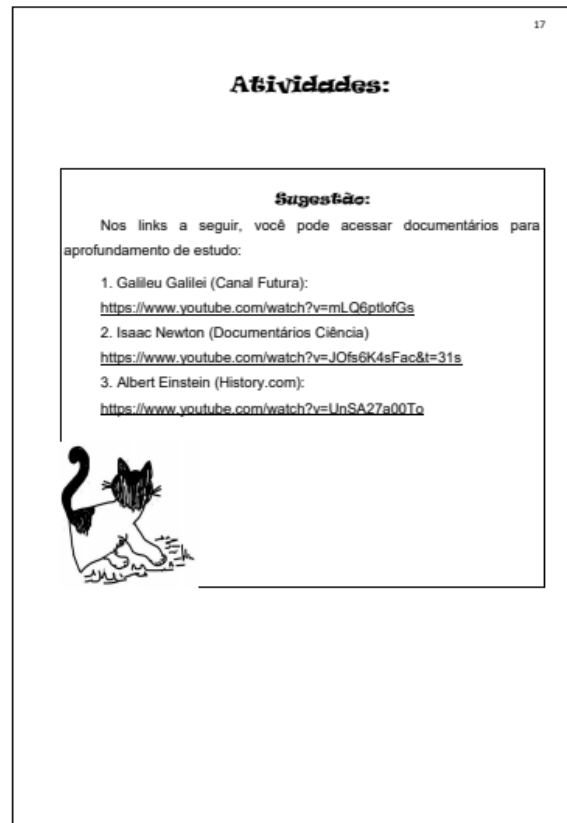 17
Atividades:
Sugestão:
Nos links a seguir, você pode acessar documentários para
aprofundamento de estudo:
1. Galileu Galilei (Canal Futura):
https://www.youtube.com/watch?v=mLQ6ptlofGs
2. Isaac Newton (Documentários Ciência)
https://www.youtube.com/watch?v=JOfs6K4sFac&t=31s
3. Albert Einstein (History.com):
https://www.youtube.com/watch?v=UnSA27a00To